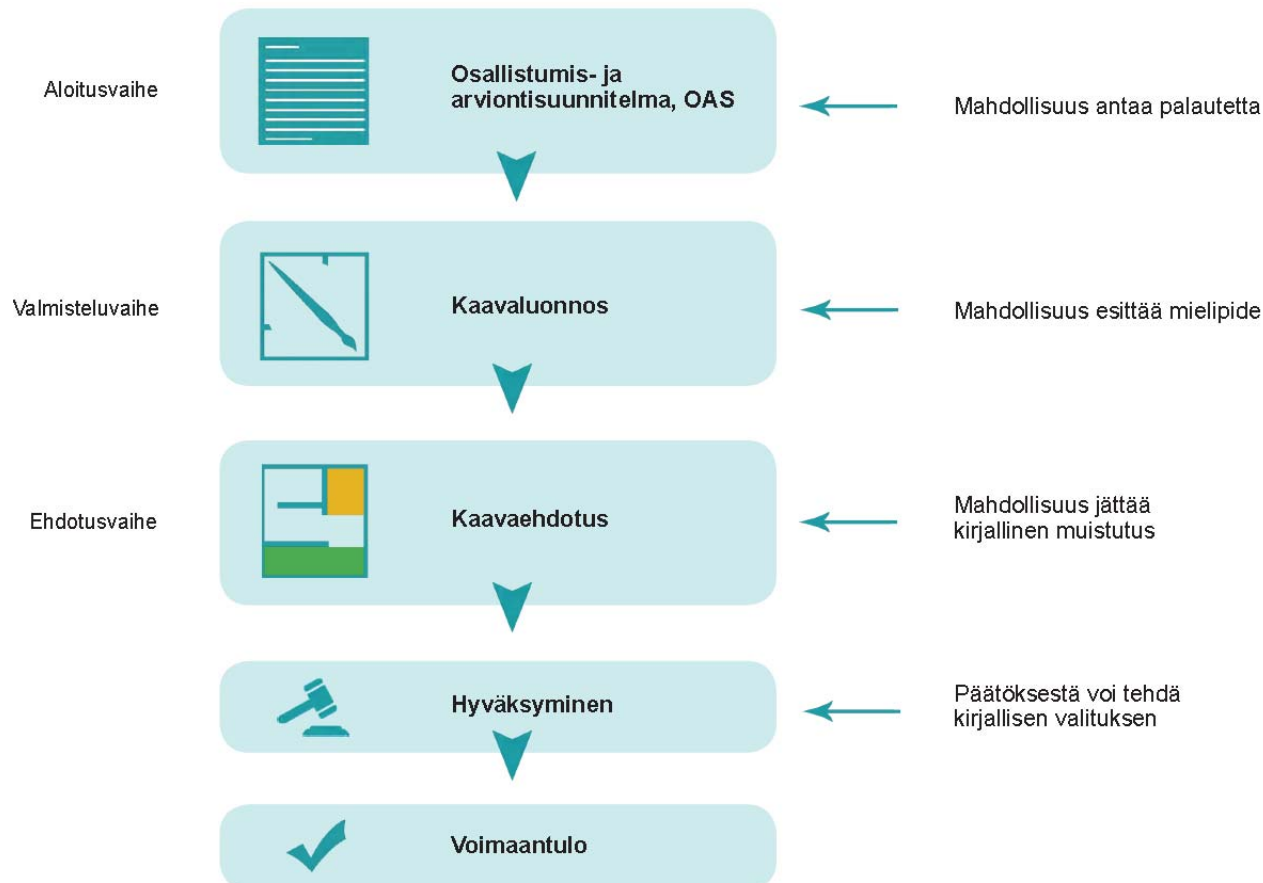 Aloitusvaihe
Osallistumis- ja
arviontisuunnitelma, OAS
Mahdollisuus antaa palautetta
Valmisteluvaihe
Kaavaluonnos
Mahdollisuus esittää mielipide
Ehdotusvaihe
Kaavaehdotus
Mahdollisuus jättää
kirjallinen muistutus
Hyväksyminen
Päätöksestä voi tehdä
kirjallisen valituksen
Voimaantulo